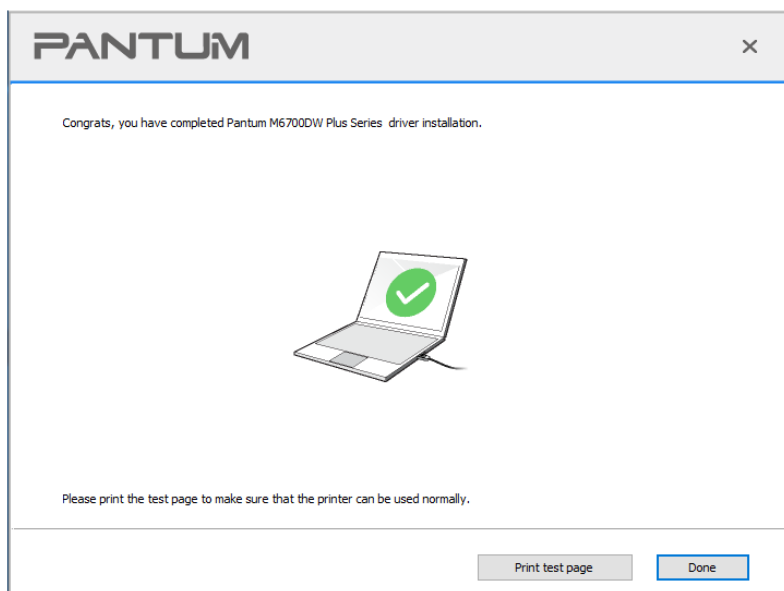 PANTUM
Congrats, you have completed Pantum M6700DW Plus Series driver installation.
Please print the test page to make sure that the printer can be used normally.
Print test page
Done